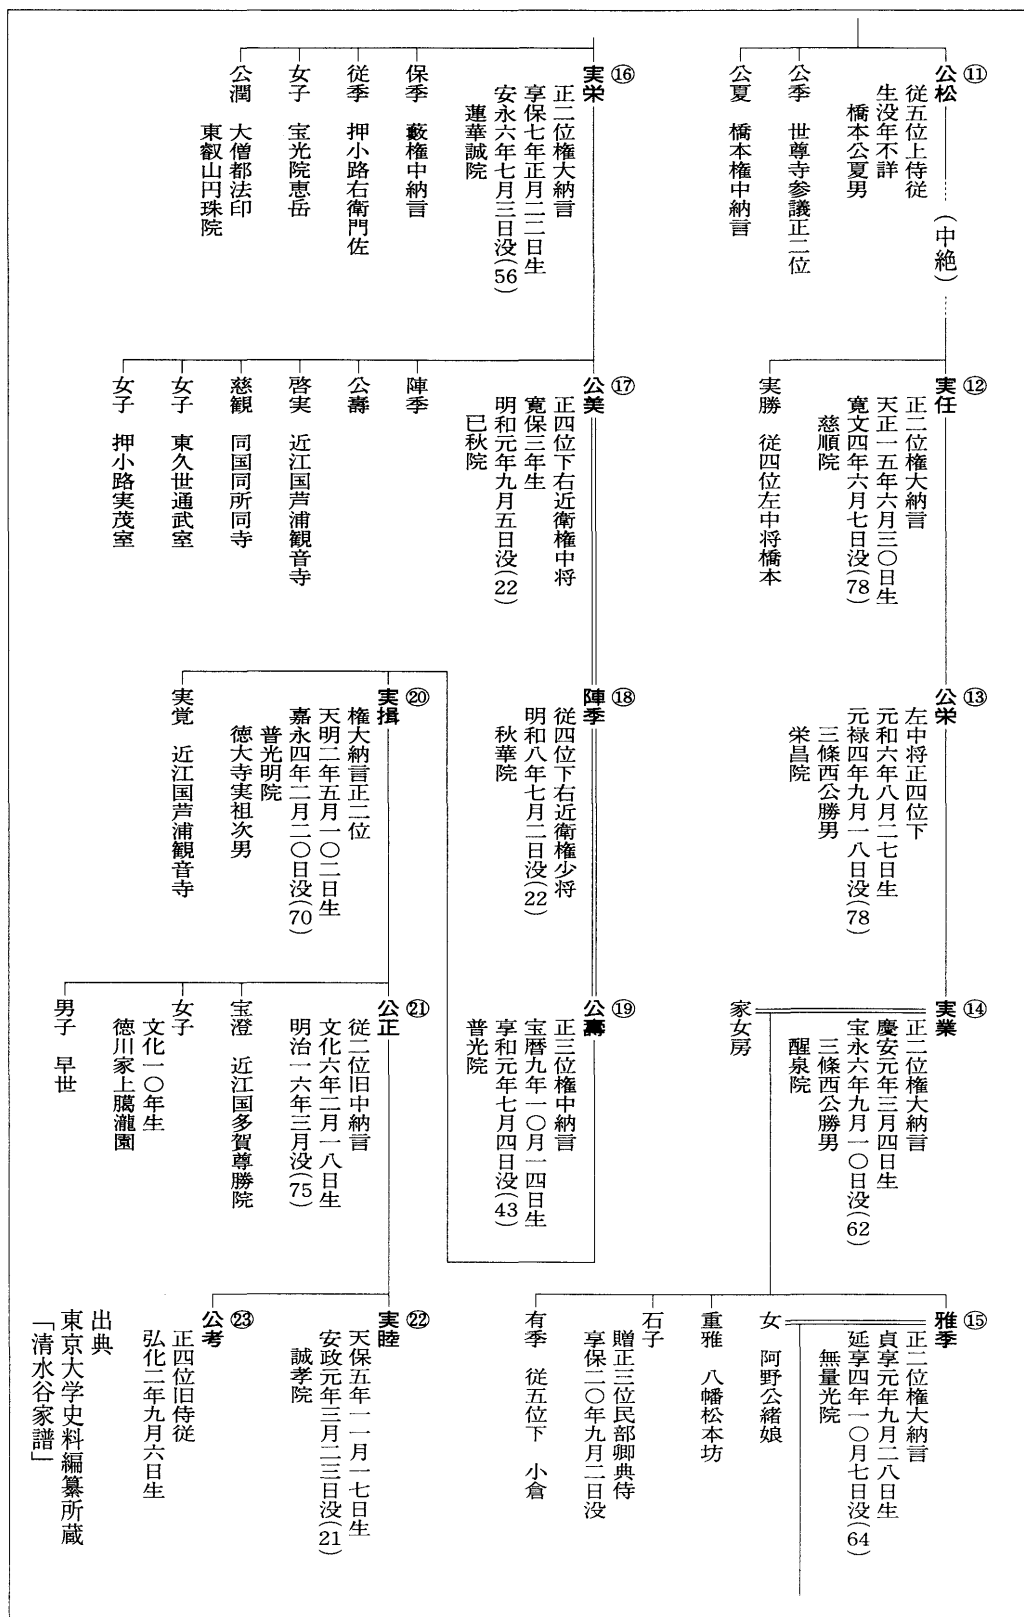 ⑪
公松
従五位上侍従
生没年不詳
橋本公夏男
(中絶)
公季　世尊寺参議正二位
公夏　橋本権中納言
⑫
実任
正二位権大納言
天正一五年六月三〇日生
寛文四年六月七日没(78)
慈順院
実勝　従四位左中将橋本
⑬
公栄
左中将正四位下
元和六年八月二七日生
元禄四年九月一八日没(78)
三條西公勝男
栄昌院
⑭
実業
正二位権大納言
慶安元年三月四日生
宝永六年九月一〇日没(62)
三條西公勝男
醒泉院
家女房
⑮
雅季
正二位権大納言
貞享元年九月二八日生
延享四年一〇月七日没(64)
無量光院
女　阿野公緒娘
重雅　八幡松本坊
石子
贈正三位民部卿典侍
享保二〇年九月二日没
有季　従五位下　小倉
⑯
実栄
正二位権大納言
享保七年正月二二日生
安永六年七月三日没(56)
蓮華誠院
保季　藪権中納言
従季　押小路右衛門佐
女子　宝光院恵岳
公潤　大僧都法印
東叡山円珠院
⑰
公美
正四位下右近衛権中将
寛保三年生
明和元年九月五日没(22)
已秋院
陣季
公壽
啓実　近江国芦浦観音寺
慈観　同国同所同寺
女子　東久世通武室
女子　押小路実茂室
⑱
陣季
従四位下右近衛権少将
明和八年七月二日没(22)
秋華院
⑲
公壽
正三位権中納言
宝暦九年一〇月一四日生
享和元年七月四日没(43)
普光院
⑳
実揖
権大納言正二位
天明二年五月一〇二日生
嘉永四年二月二〇日没(70)
普光明院
徳大寺実祖次男
実覚　近江国芦浦観音寺
㉑
公正
従二位旧中納言
文化六年二月一八日生
明治一六年三月没(75)
宝澄　近江国多賀尊勝院
女子
文化一〇年生
徳川家上臈瀧園
男子　早世
㉒
実睦
天保五年一一月一七日生
安政元年三月二三日没(21)
誠孝院
㉓
公考
正四位旧侍従
弘化二年九月六日生
出典
東京大学史料編纂所蔵
「清水谷家譜」